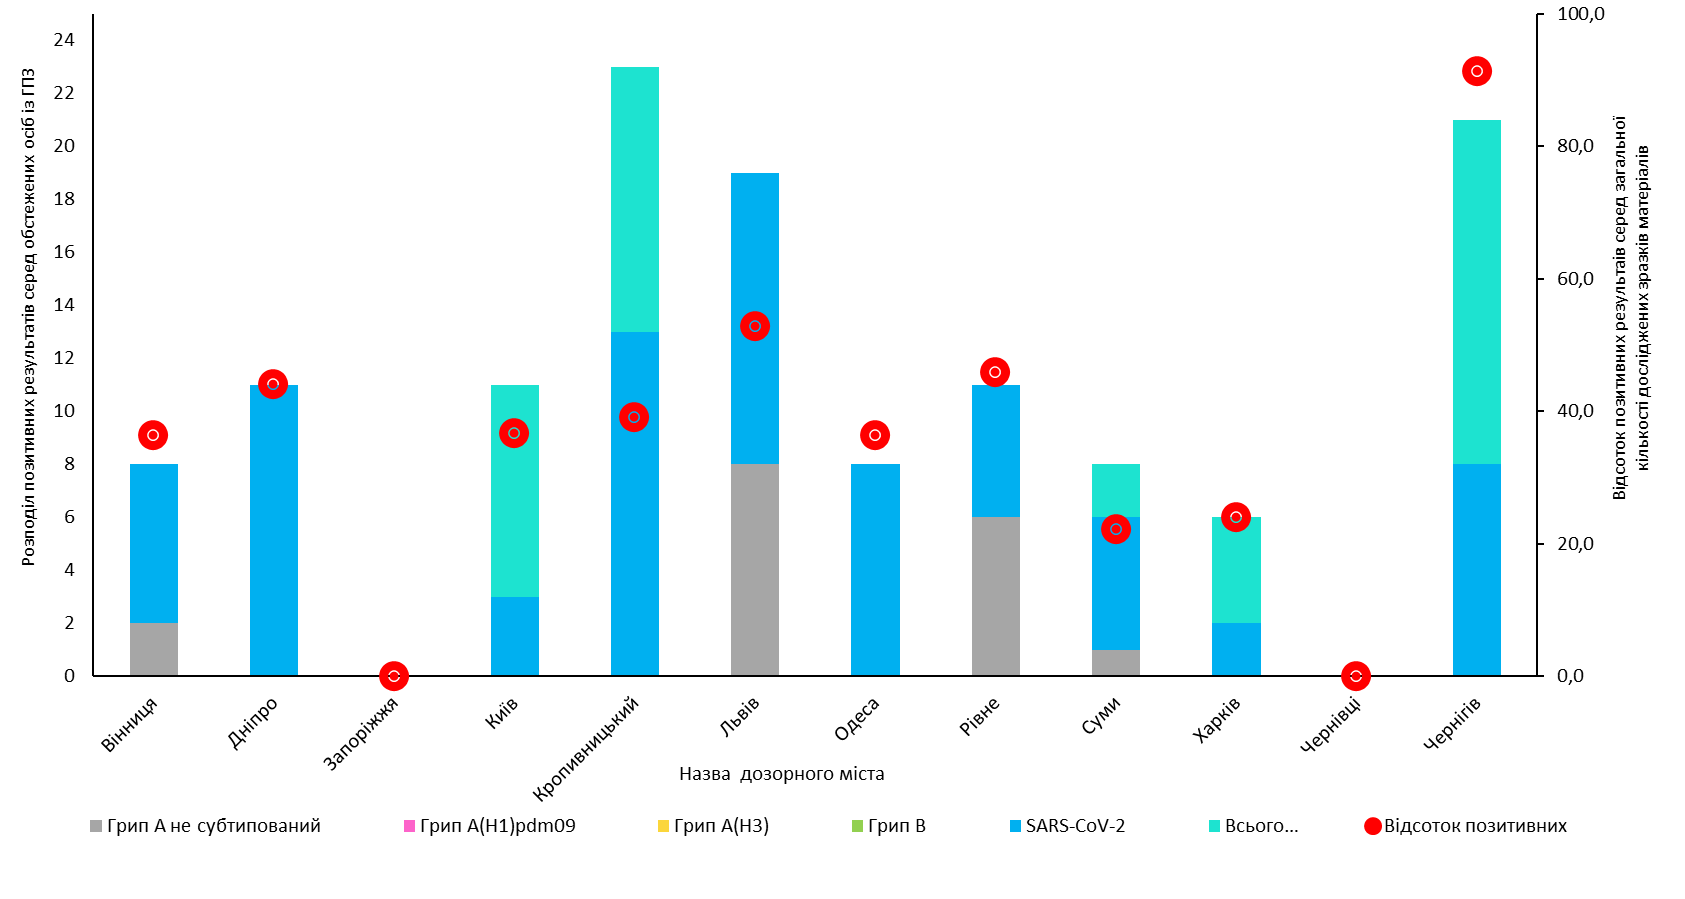 Розподіл позитивних результатів серед обстежених осіб із ГПЗ
24
22
20
18
16
14
12
10
8
6
4
2
0
100,0
80,0
60,0
40,0
20,0
0,0
Відсоток позитивних результаів серед загальної
кількості досліджених зразків матеріалів
Вінниця
Дніпро
Запоріжжя
Київ
Кропивницький
Львів
Одеса
Рівне
Суми
Харків
Чернівці
Чернігів
Назва дозорного міста
Грип А не субтипований
Грип А(H1)pdm09
Грип А(H3)
Грип В
SARS-CoV-2
Всього...
Відсоток позитивних